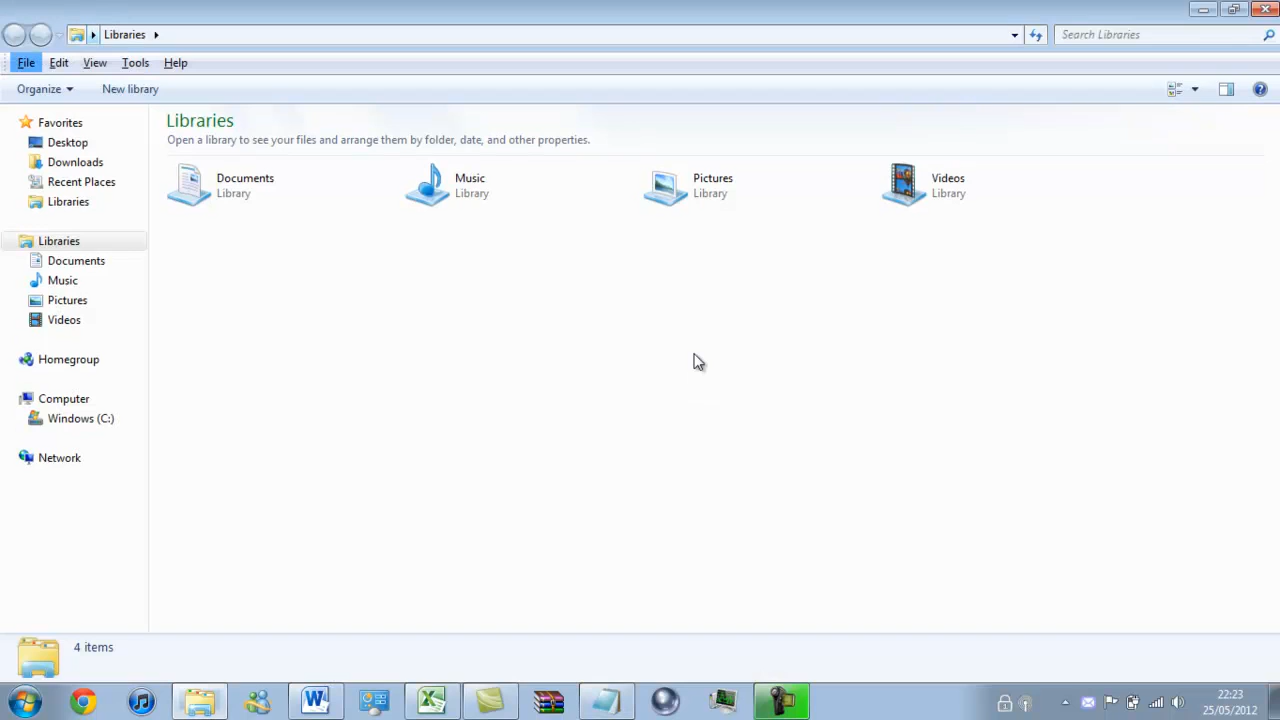 Libraries
Search Libraries
File Edit View Tools Help
Organize New library
Favorites
Desktop
Downloads
Recent Places
Libraries
Libraries
Documents
Music
Pictures
Videos
Homegroup
Computer
Windows (C:)
Network
Libraries
Open a library to see your files and arrange them by folder, date, and other properties.
Documents
Library
Music
Library
Pictures
Library
Videos
Library
4 items
22:23
25/05/2012